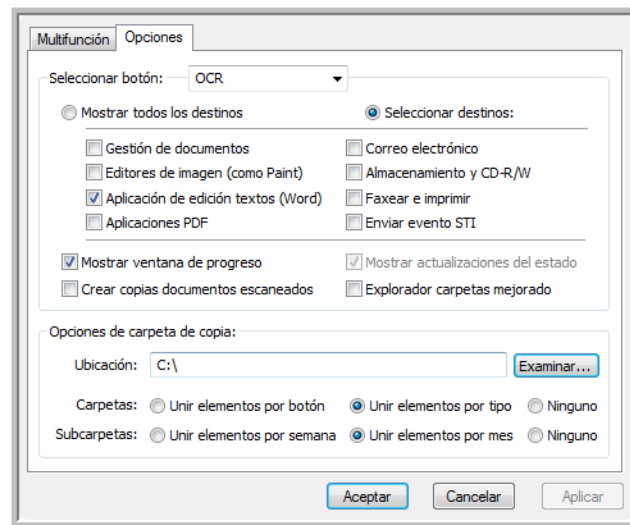 Multifunción Opciones
Seleccionar botón: OCR
Mostrar todos los destinos Seleccionar destinos:
Gestión de documentos Correo electrónico
Editores de imagen (como Paint) Almacenamiento y CD-R/W
Aplicación de edición textos (Word) Faxear e imprimir
Aplicaciones PDF Enviar evento STI
Mostrar ventana de progreso Mostrar actualizaciones del estado
Crear copias documentos escaneados Explorador carpetas mejorado
Opciones de carpeta de copia:
Ubicación: C:\ Examinar...
Carpetas: Unir elementos por botón Unir elementos por tipo Ninguno
Subcarpetas: Unir elementos por semana Unir elementos por mes Ninguno
Aceptar Cancelar Aplicar